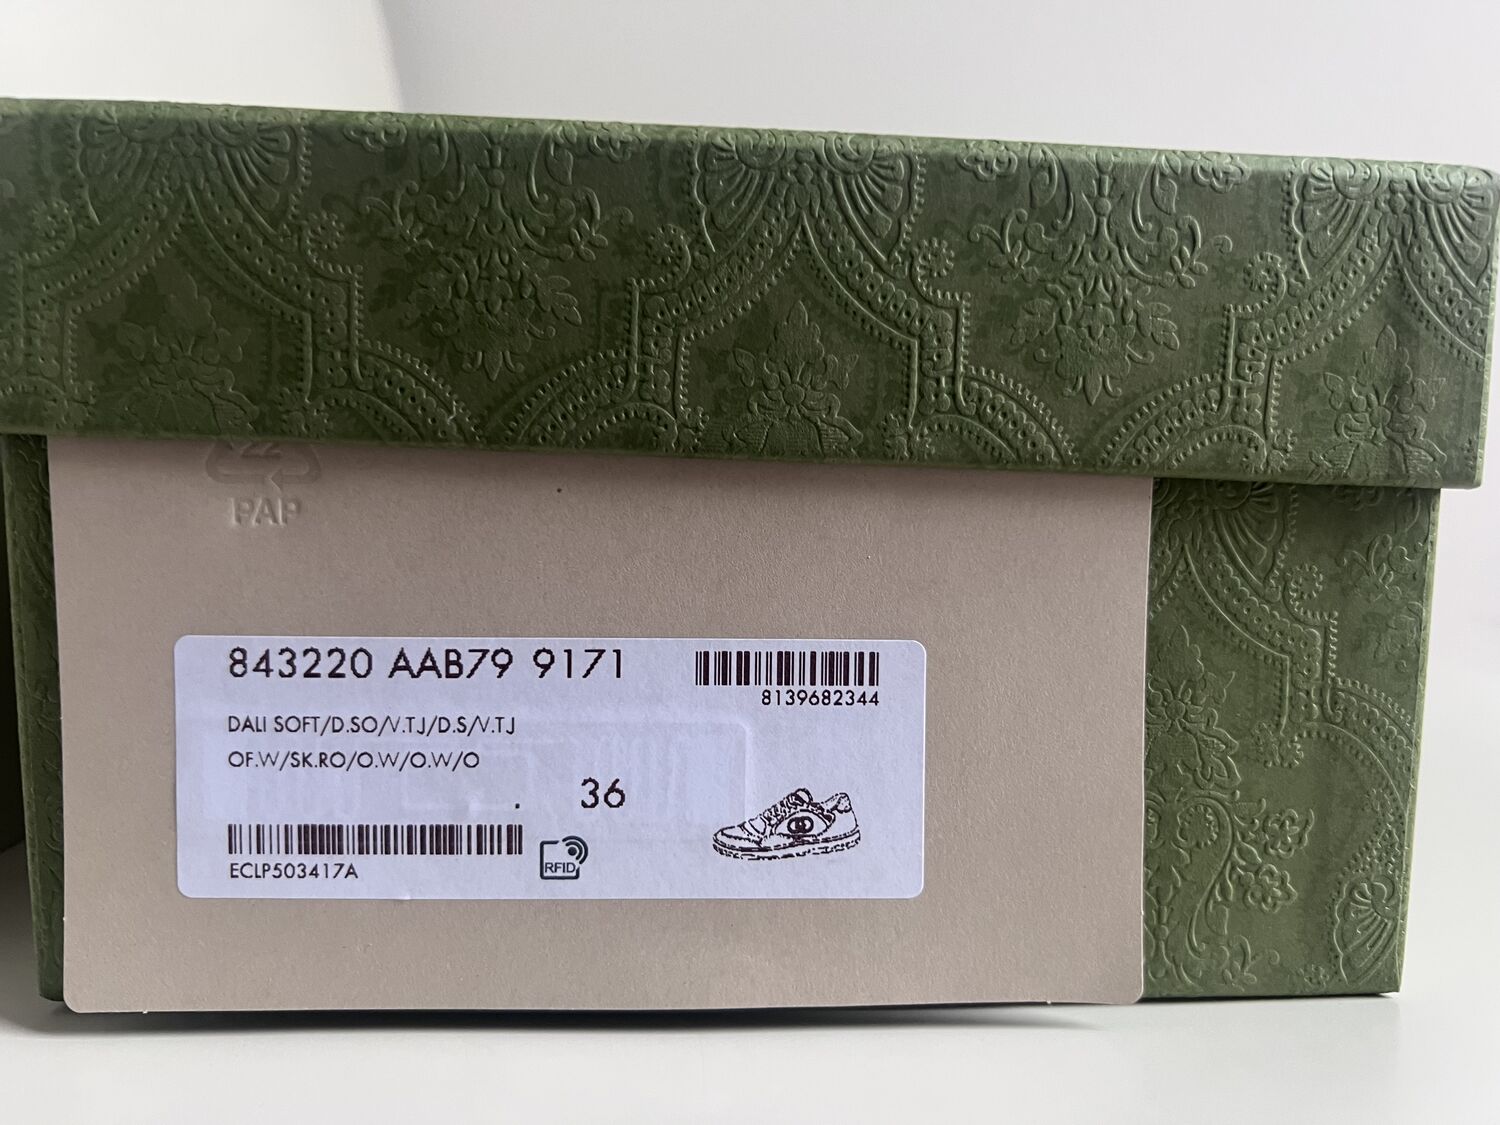 PAP
843220 AAB79 9171
8139682344
DALI SOFT/D.SO/V.TJ/D.S/V.TJ
OF.W/SK.RO/O.W/O.W/O
. 36
ECLP503417A
RFID